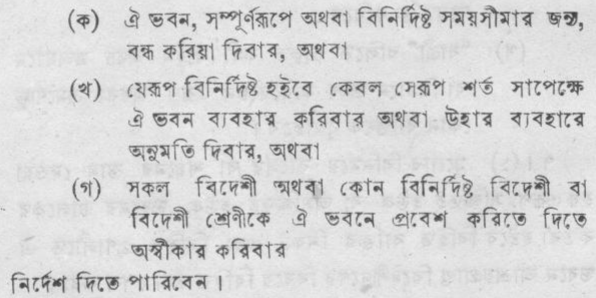 (ক) ঐ ভবন, সম্পূর্ণরূপে অথবা বিনির্দিষ্ট সময়সীমার জন্য,
বন্ধ করিয়া দিবার, অথবা
(খ) যেরূপ বিনির্দিষ্ট হইবে কেবল সেরূপ শর্ত সাপেক্ষে
ঐ ভবন ব্যবহার করিবার অথবা উহার ব্যবহারে
অনুমতি দিবার, অথবা
(গ) সকল বিদেশী অথবা কোন বিনির্দিষ্ট বিদেশী বা
বিদেশী শ্রেণীকে ঐ ভবনে প্রবেশ করিতে দিতে
অস্বীকার করিবার
নির্দেশ দিতে পারিবেন।